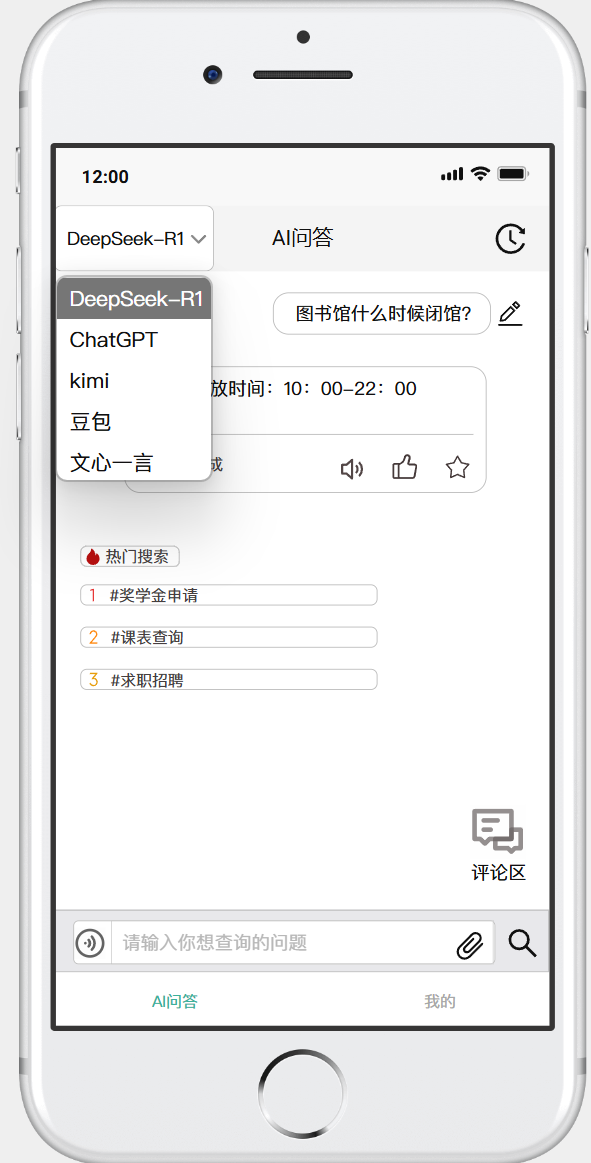 12:00
DeepSeek-R1
AI问答
DeepSeek-R1
ChatGPT
kimi
豆包
文心一言
图书馆什么时候闭馆?
放时间：10：00-22：00
成
热门搜索
1 #奖学金申请
2 #课表查询
3 #求职招聘
评论区
请输入你想查询的问题
AI问答
我的